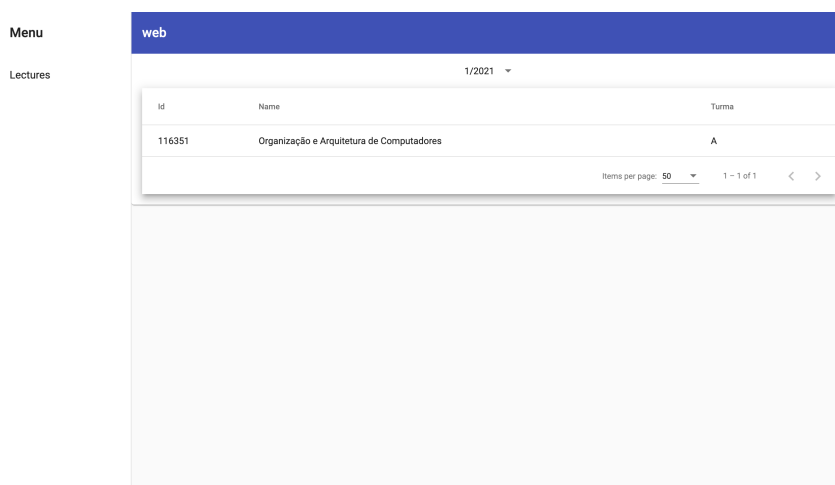 Menu
web
Lectures
1/2021
Id Name Turma
116351 Organização e Arquitetura de Computadores A
Items per page: 50 1 – 1 of 1